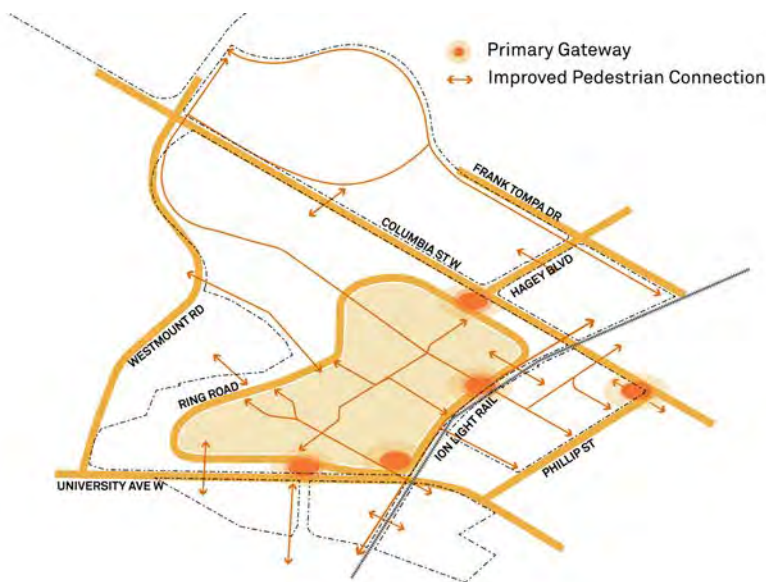 Primary Gateway
Improved Pedestrian Connection
FRANK TOMPA DR
COLUMBIA ST W
HAGEY BLVD
WESTMOUNT RD
RING ROAD
ION LIGHT RAIL
PHILLIP ST
UNIVERSITY AVE W